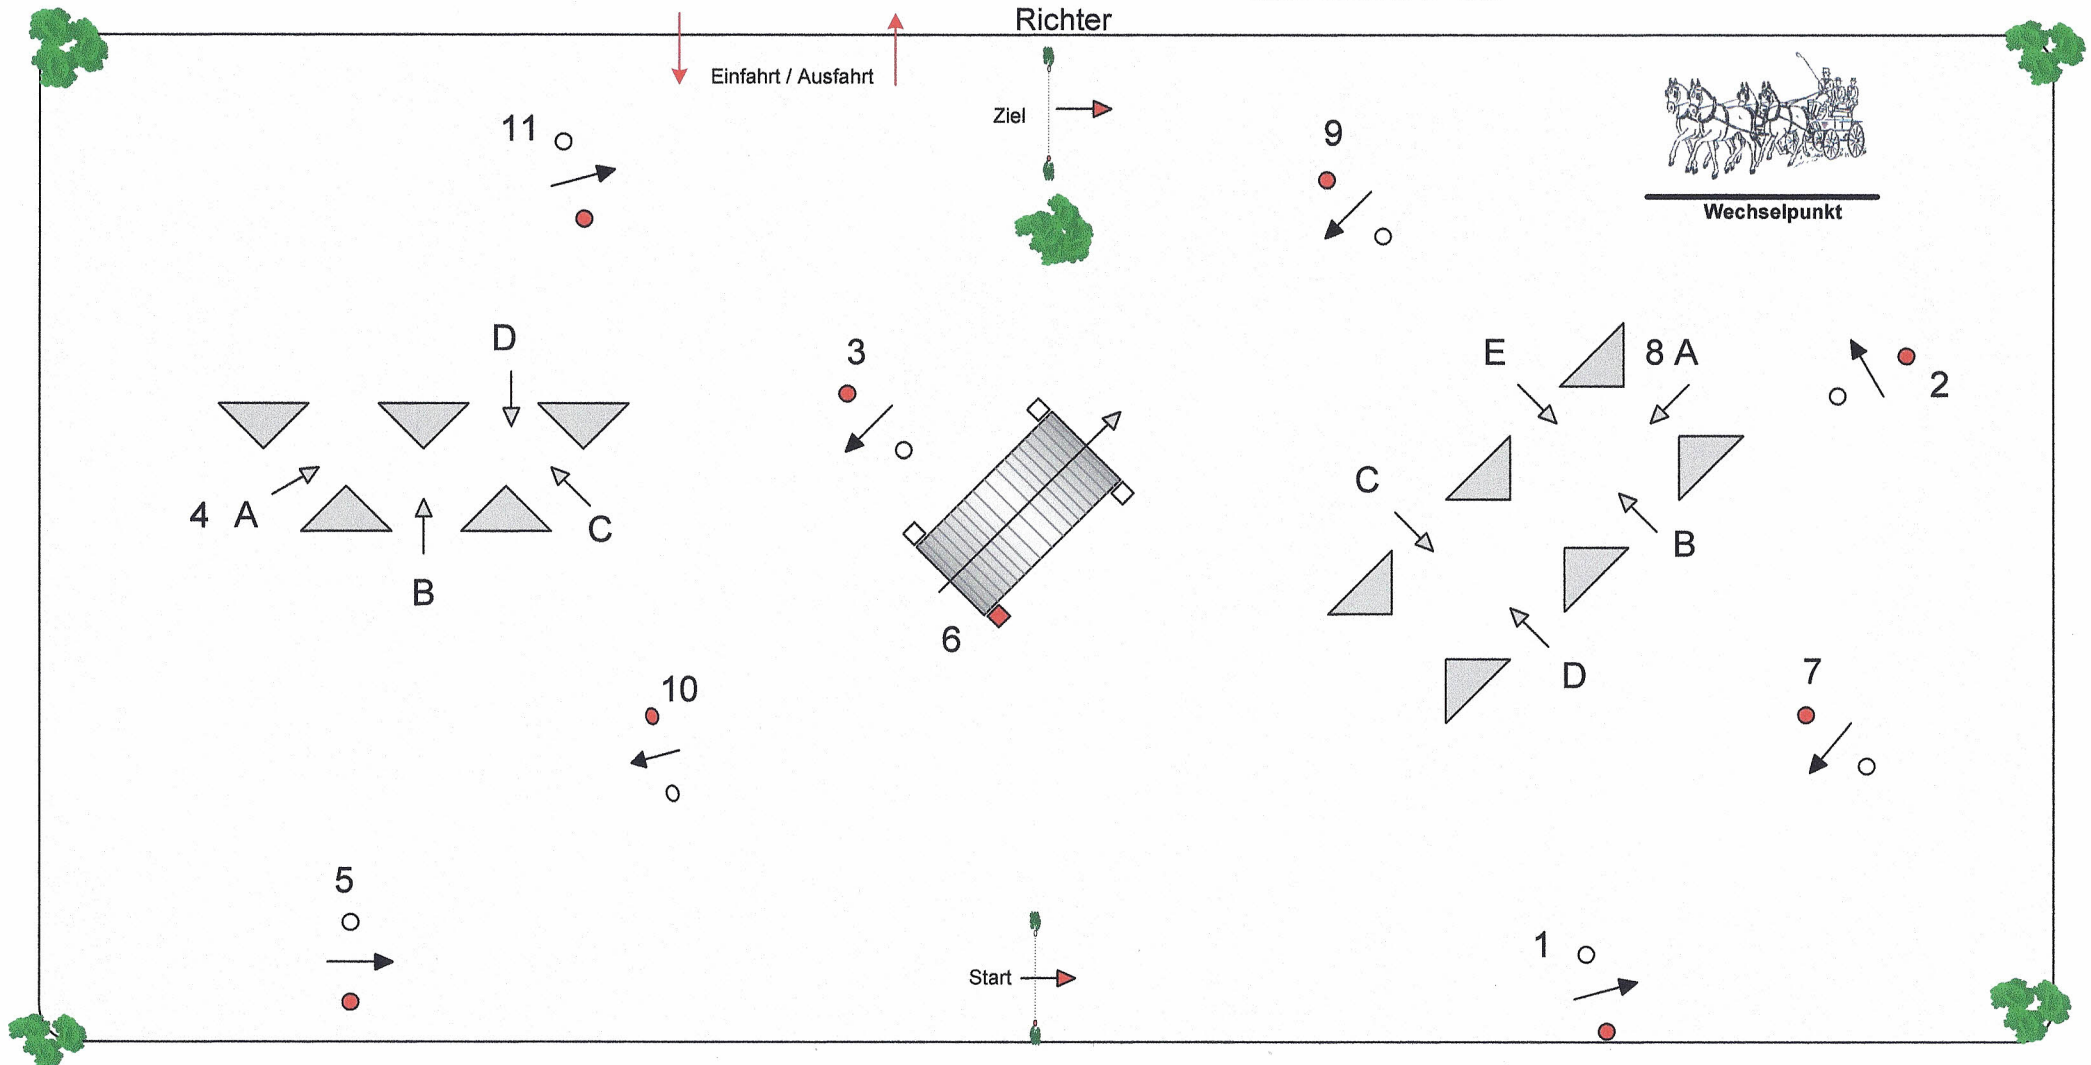 Richter
Einfahrt / Ausfahrt
Ziel
11
9
Wechselpunkt
D
3
E
8 A
2
C
4 A
C
B
B
6
D
10
7
5
1
Start